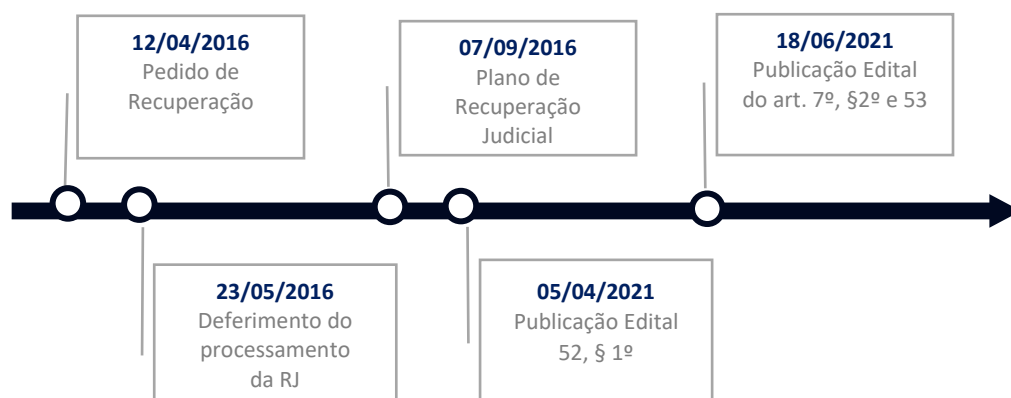 12/04/2016
Pedido de
Recuperação
07/09/2016
Plano de
Recuperação
Judicial
18/06/2021
Publicação Edital
do art. 7º, §2º e 53
23/05/2016
Deferimento do
processamento
da RJ
05/04/2021
Publicação Edital
52, § 1º